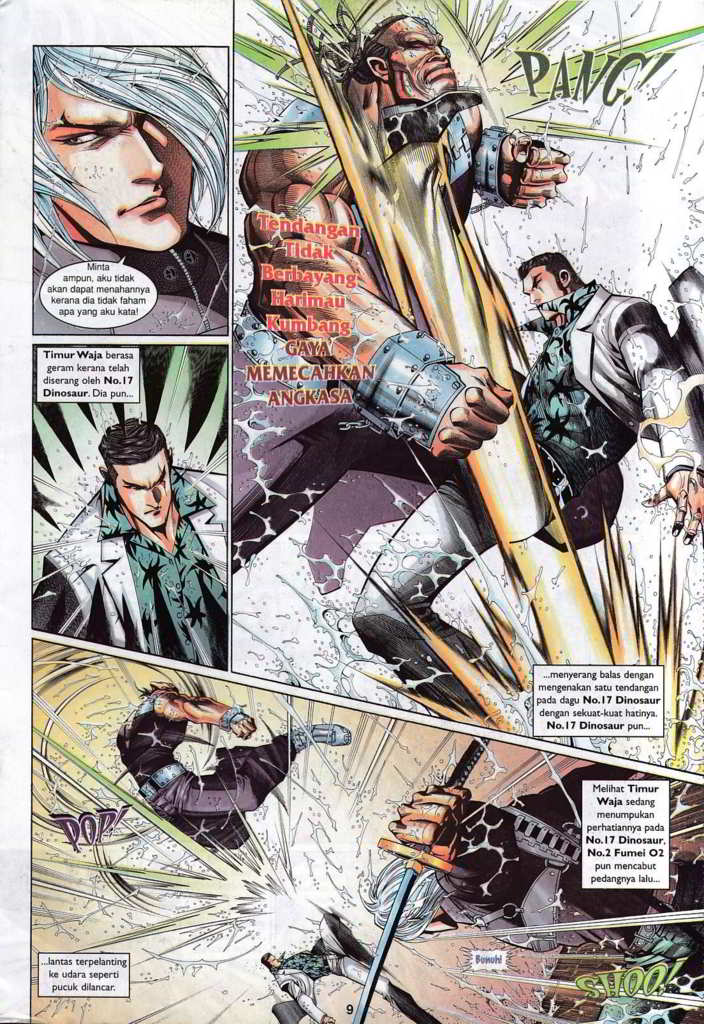 Minta
ampun, aku tidak
akan dapat menahannya
kerana dia tidak faham
apa yang aku kata!
PANG!
Tendangan
Tidak
Berbayang
Harimau
Kumbang
GAYA
MEMECAHKAN
ANGKASA
Timur Waja berasa
geram kerana telah
diserang oleh No.17
Dinosaur. Dia pun...
...menyerang balas dengan
mengenakan satu tendangan
pada dagu No.17 Dinosaur
dengan sekuat-kuat hatinya.
No.17 Dinosaur pun...
POP!
...lantas terpelanting
ke udara seperti
pucuk dilancar.
Melihat Timur
Waja sedang
menumpukan
perhatiannya pada
No.17 Dinosaur,
No.2 Fumei O2
pun mencabut
pedangnya lalu...
Bunuh!
SHOO!
9